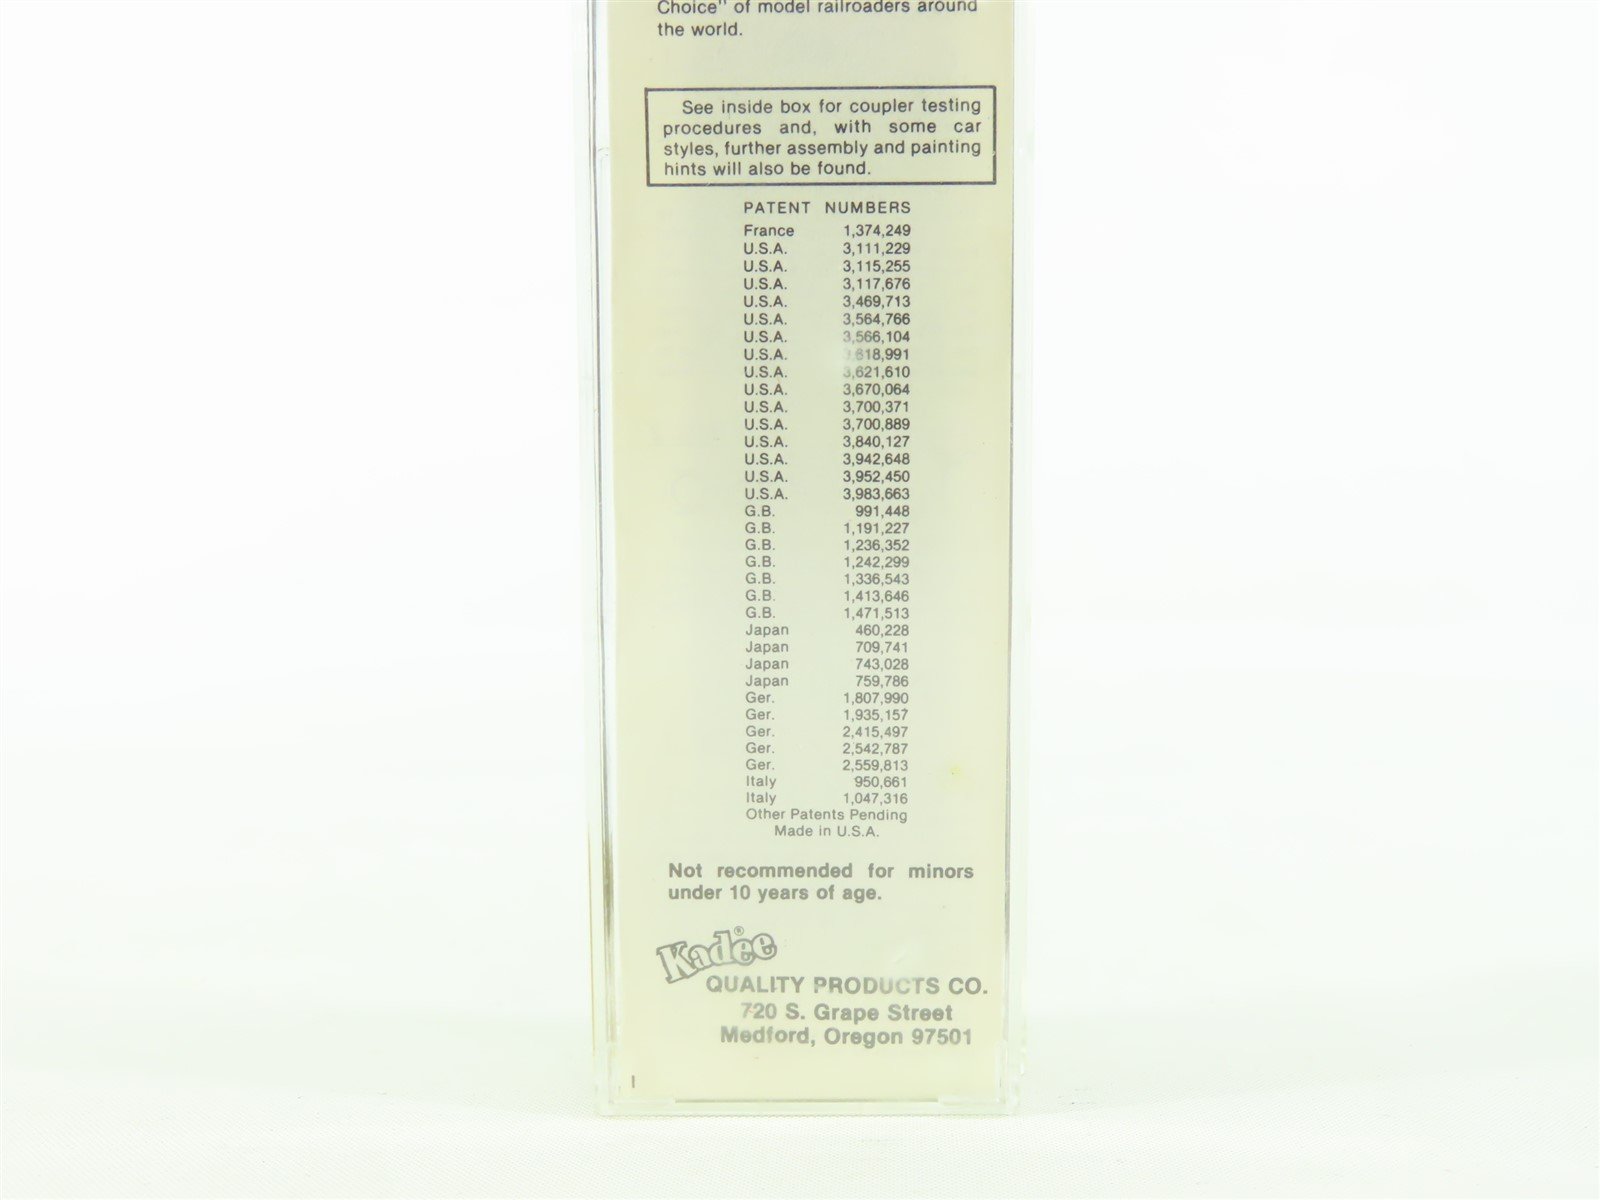 Choice" of model railroaders around
the world.
See inside box for coupler testing
procedures and, with some car
styles, further assembly and painting
hints will also be found.
PATENT NUMBERS
France 1,374,249
U.S.A. 3,111,229
U.S.A. 3,115,255
U.S.A. 3,117,676
U.S.A. 3,469,713
U.S.A. 3,564,766
U.S.A. 3,566,104
U.S.A. 3,618,991
U.S.A. 3,621,610
U.S.A. 3,670,064
U.S.A. 3,700,371
U.S.A. 3,700,889
U.S.A. 3,840,127
U.S.A. 3,942,648
U.S.A. 3,952,450
U.S.A. 3,983,663
G.B. 991,448
G.B. 1,191,227
G.B. 1,236,352
G.B. 1,242,299
G.B. 1,336,543
G.B. 1,413,646
G.B. 1,471,513
Japan 460,228
Japan 709,741
Japan 743,028
Japan 759,786
Ger. 1,807,990
Ger. 1,935,157
Ger. 2,415,497
Ger. 2,542,787
Ger. 2,559,813
Italy 950,661
Italy 1,047,316
Other Patents Pending
Made in U.S.A.
Not recommended for minors
under 10 years of age.
Kadee®
QUALITY PRODUCTS CO.
720 S. Grape Street
Medford, Oregon 97501